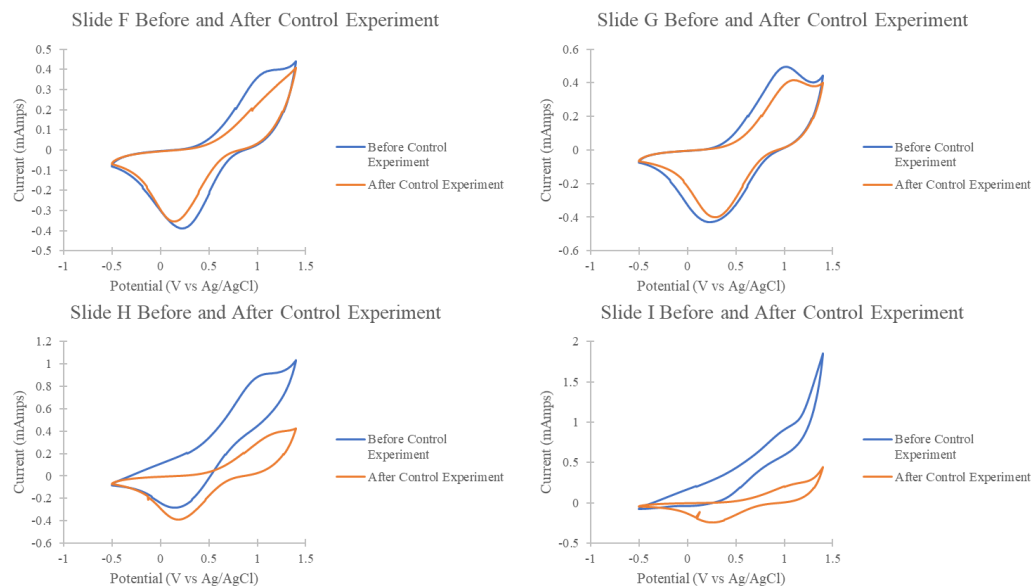 Slide F Before and After Control Experiment
0.5
0.4
0.3
0.2
0.1
0
-0.1
-0.2
-0.3
-0.4
-0.5
-1
-0.5
0
0.5
1
1.5
Current (mAmps)
Potential (V vs Ag/AgCl)
Before Control
Experiment
After Control Experiment
Slide G Before and After Control Experiment
0.6
0.4
0.2
0
-0.2
-0.4
-0.6
-1
-0.5
0
0.5
1
1.5
Current (mAmps)
Potential (V vs Ag/AgCl)
Before Control
Experiment
After Control Experiment
Slide H Before and After Control Experiment
1.2
1
0.8
0.6
0.4
0.2
0
-0.2
-0.4
-0.6
-1
-0.5
0
0.5
1
1.5
Current (mAmps)
Potential (V vs Ag/AgCl)
Before Control
Experiment
After Control Experiment
Slide I Before and After Control Experiment
2
1.5
1
0.5
0
-0.5
-1
-0.5
0
0.5
1
1.5
Current (mAmps)
Potential (V vs Ag/AgCl)
Before Control
Experiment
After Control Experiment